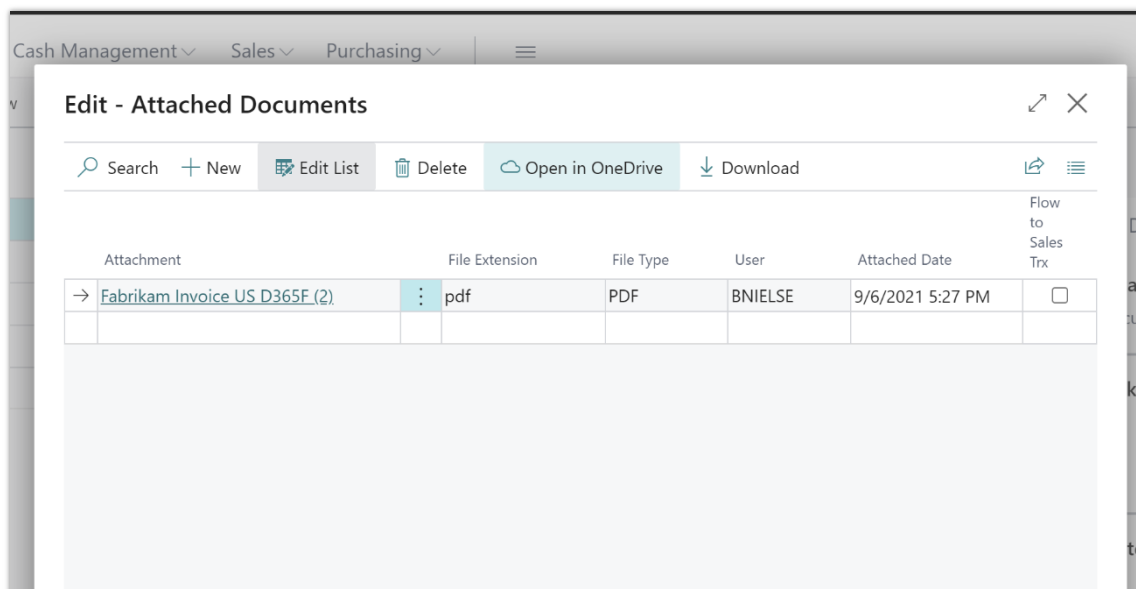 Cash Management Sales Purchasing
Edit - Attached Documents
Search New Edit List Delete Open in OneDrive Download
Flow
to
Sales
Attachment File Extension File Type User Attached Date Trx
Fabrikam Invoice US D365F (2) pdf PDF BNIELSE 9/6/2021 5:27 PM